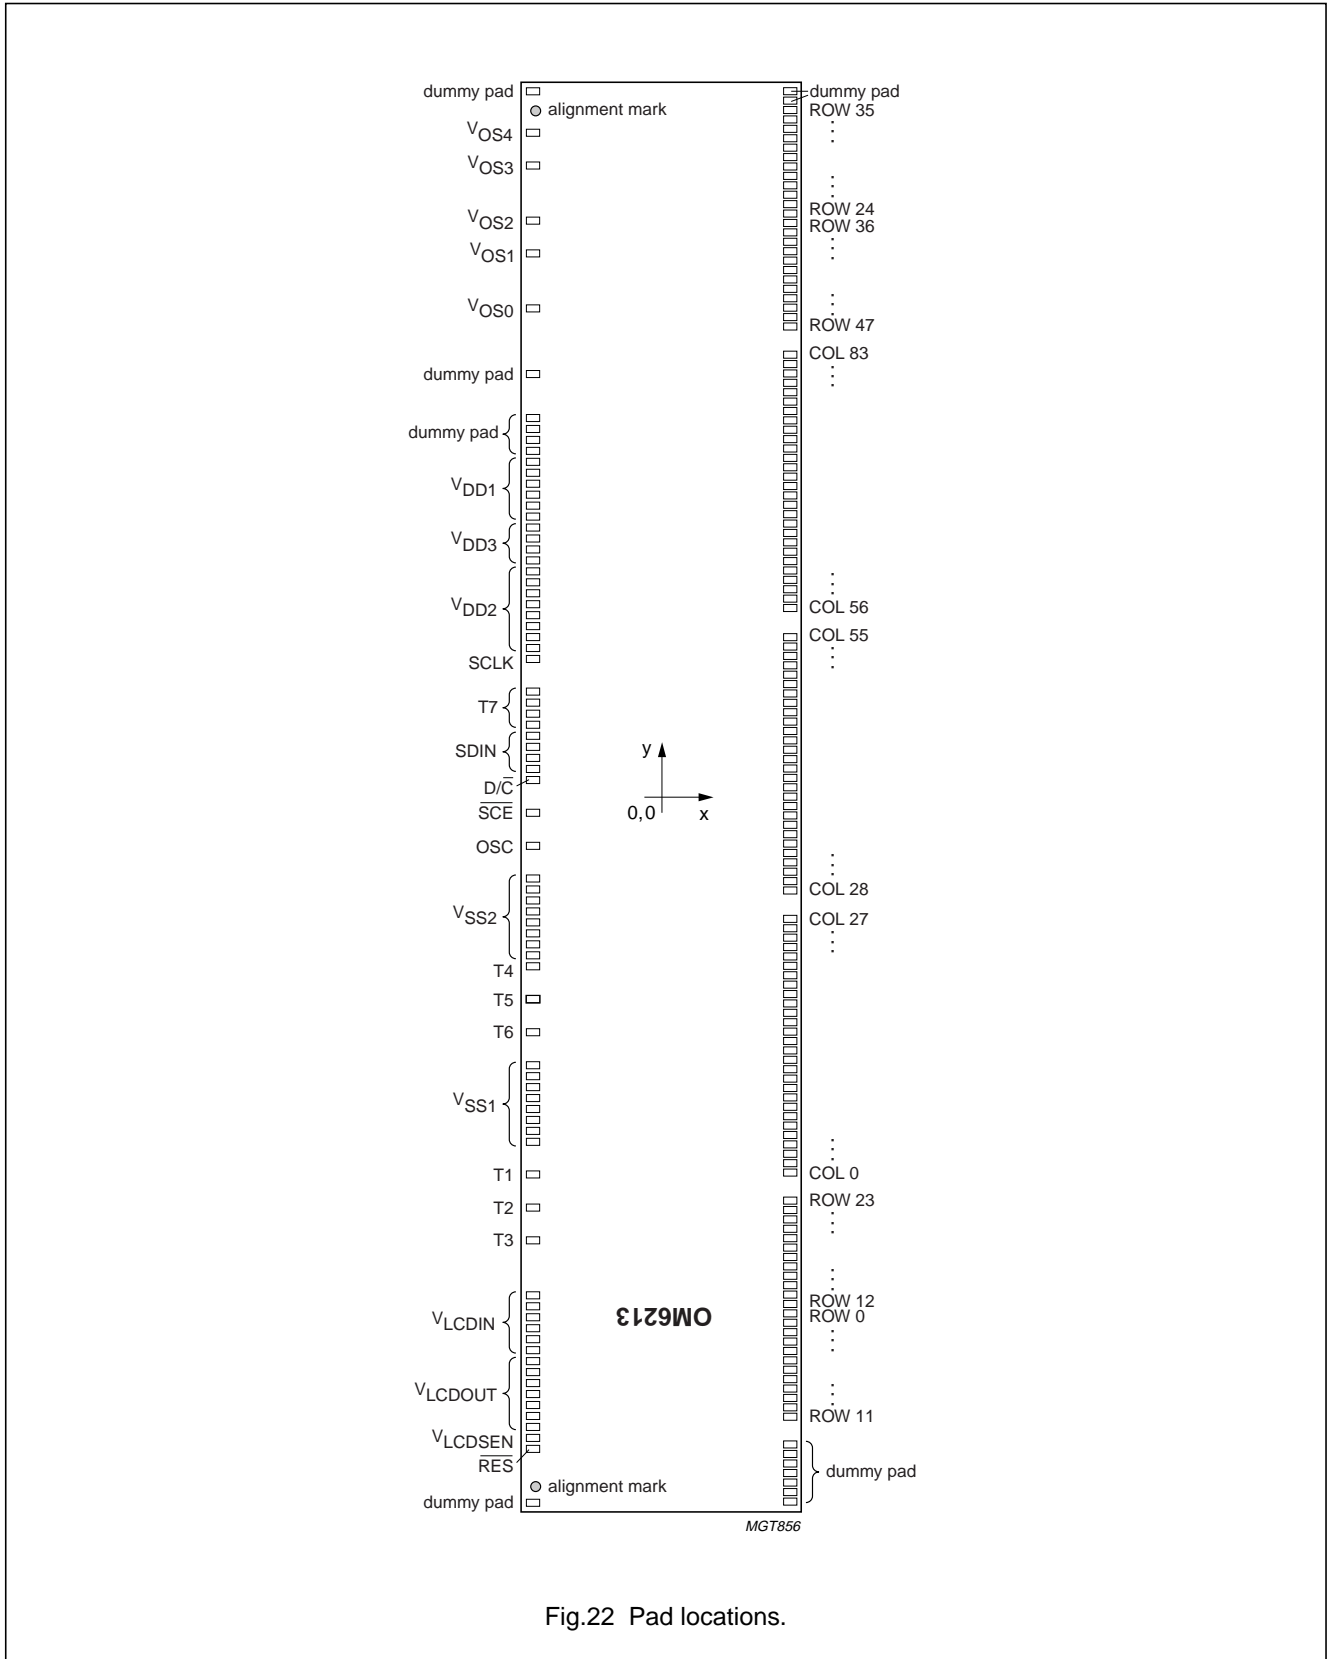 dummy pad
alignment mark
VOS4
VOS3
VOS2
VOS1
VOS0
dummy pad
dummy pad
VDD1
VDD3
VDD2
SCLK
T7
SDIN
D/C̅
S̅C̅E̅
OSC
VSS2
T4
T5
T6
VSS1
T1
T2
T3
VLCDIN
VLCDOUT
VLCDSEN
R̅E̅S̅
alignment mark
dummy pad
y
0,0
x
OM6213
dummy pad
ROW 35
ROW 24
ROW 36
ROW 47
COL 83
COL 56
COL 55
COL 28
COL 27
COL 0
ROW 23
ROW 12
ROW 0
ROW 11
dummy pad
MGT856
Fig.22 Pad locations.